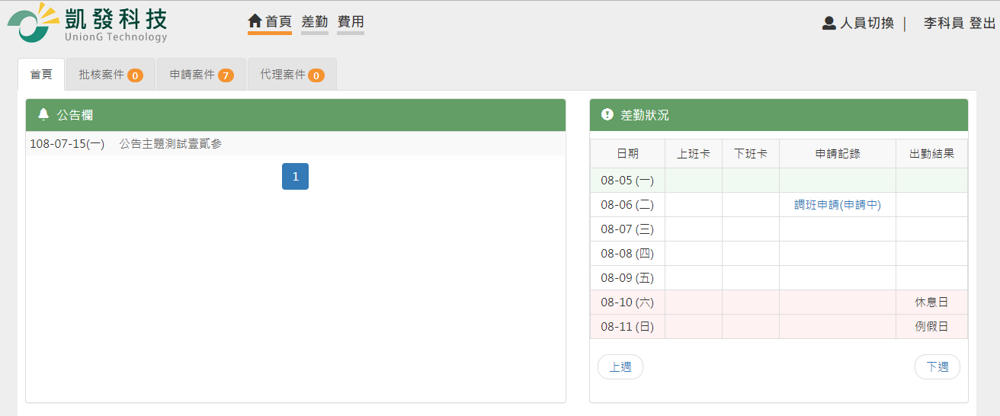 凱發科技
UnionG Technology
首頁 差勤 費用
人員切換 | 李科員 登出
首頁 批核案件 0 申請案件 7 代理案件 0
公告欄
108-07-15(一) 公告主題測試壹貳參
1
差勤狀況
日期 上班卡 下班卡 申請記錄 出勤結果
08-05 (一)
08-06 (二) 調班申請(申請中)
08-07 (三)
08-08 (四)
08-09 (五)
08-10 (六) 休息日
08-11 (日) 例假日
上週 下週